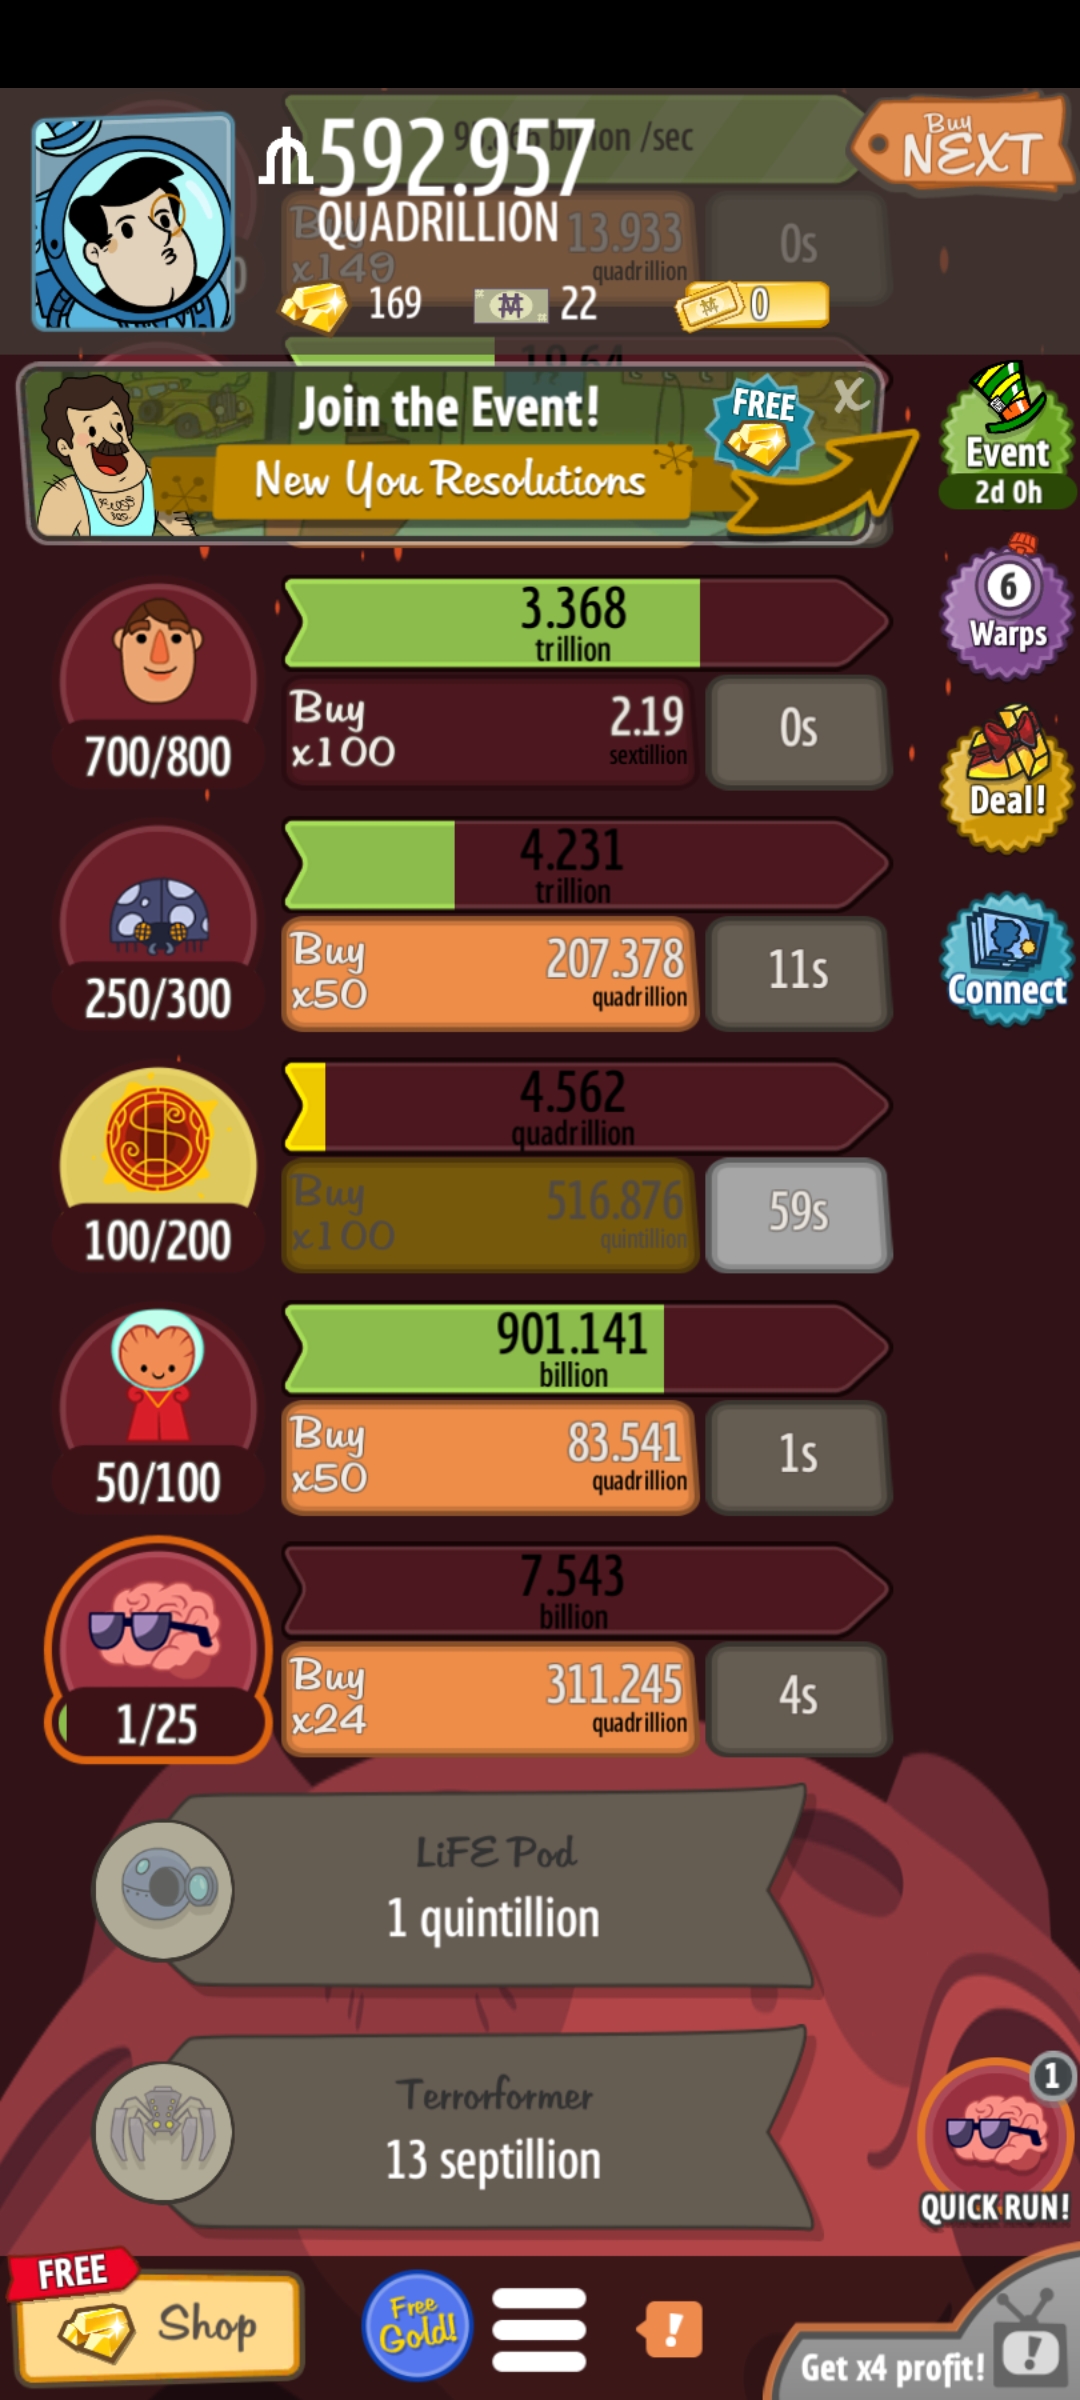 Buy
NEXT
592.957
QUADRILLION
/sec
13.933
quadrillion
x149
0s
169
22
0
Join the Event!
FREE
X
New You Resolutions
Event
2d 0h
3.368
trillion
Buy
x100
2.19
sextillion
0s
700/800
6
Warps
Deal!
4.231
trillion
Buy
x50
207.378
quadrillion
11s
250/300
Connect
4.562
quadrillion
Buy
x100
516.876
quintillion
59s
100/200
901.141
billion
Buy
x50
83.541
quadrillion
1s
50/100
7.543
billion
Buy
x24
311.245
quadrillion
4s
1/25
LiFE Pod
1 quintillion
Terrorformer
13 septillion
1
QUICK RUN!
FREE
Shop
Free
Gold!
!
Get x4 profit!
!